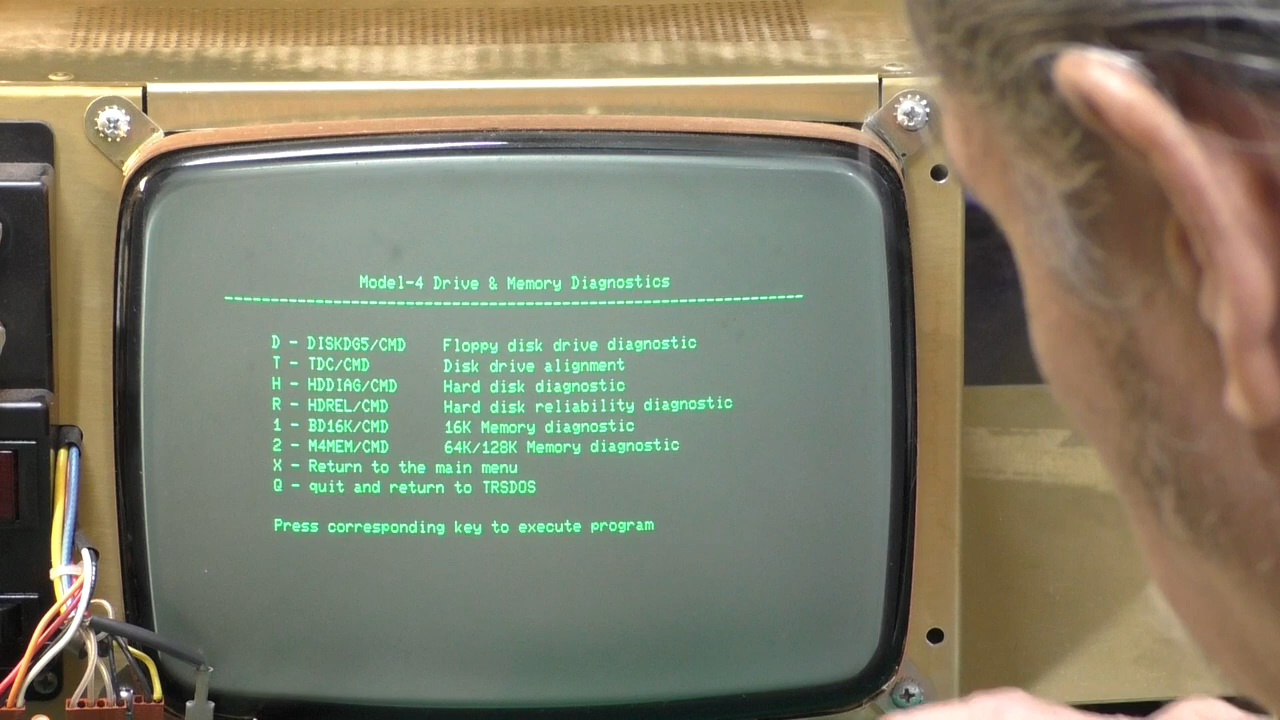 Model-4 Drive & Memory Diagnostics
D - DISKDG5/CMD Floppy disk drive diagnostic
T - TDC/CMD Disk drive alignment
H - HDDIAG/CMD Hard disk diagnostic
R - HDREL/CMD Hard disk reliability diagnostic
1 - BD16K/CMD 16K Memory diagnostic
2 - M4MEM/CMD 64K/128K Memory diagnostic
X - Return to the main menu
Q - quit and return to TRSDOS
Press corresponding key to execute program